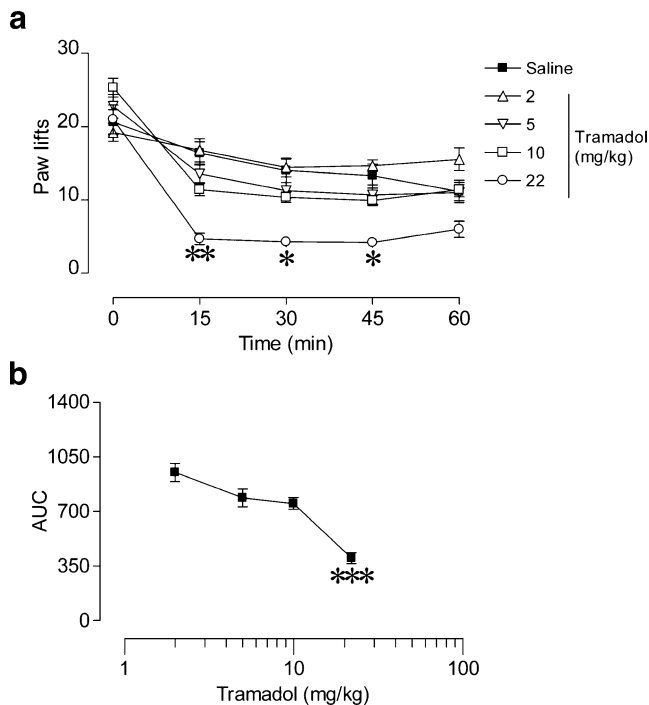 a
30
20
10
0
Paw lifts
** * *
0 15 30 45 60
Time (min)
Saline
2
5
10
22
Tramadol
(mg/kg)
b
1400
1050
700
350
0
AUC
***
1 10 100
Tramadol (mg/kg)